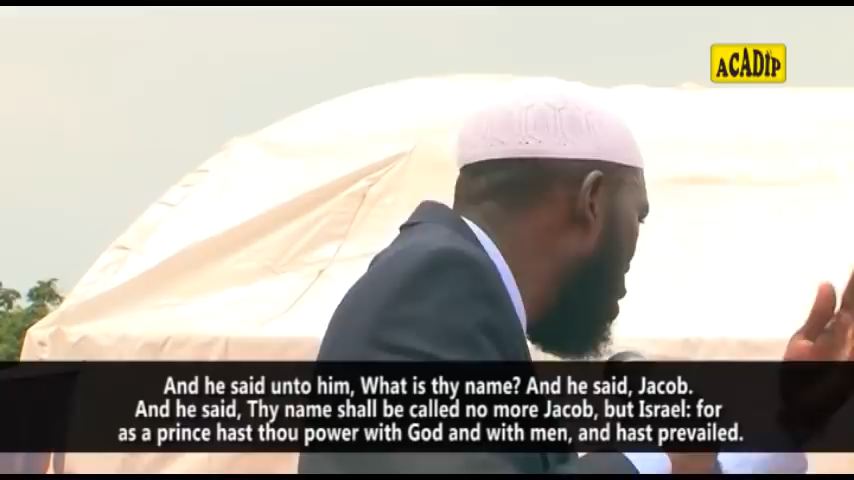 ACADIP
And he said unto him, What is thy name? And he said, Jacob.
And he said, Thy name shall be called no more Jacob, but Israel: for
as a prince hast thou power with God and with men, and hast prevailed.